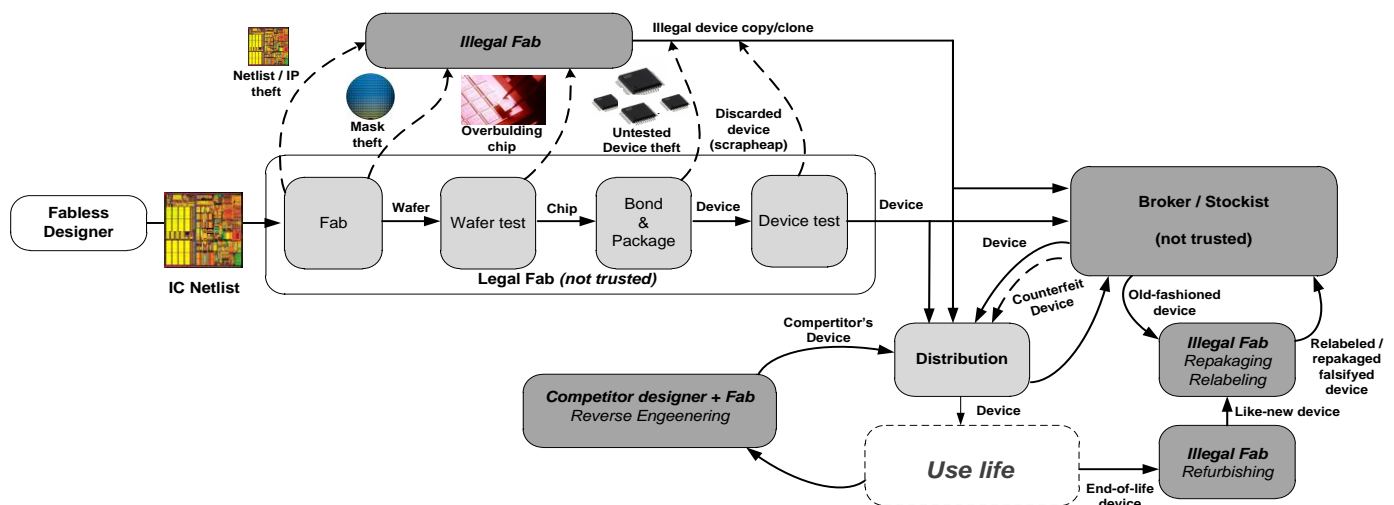 Illegal Fab
Illegal device copy/clone
Netlist / IP
theft
Mask
theft
Overbulding
chip
Untested
Device theft
Discarded
device
(scrapheap)
Fabless
Designer
IC Netlist
Fab
Wafer
Wafer test
Chip
Bond
&
Package
Device
Device test
Device
Legal Fab (not trusted)
Broker / Stockist
(not trusted)
Device
Counterfeit
Device
Old-fashioned
device
Compertitor's
Device
Distribution
Illegal Fab
Repakaging
Relabeling
Relabeled /
repakaged
falsifyed
device
Competitor designer + Fab
Reverse Engeenering
Device
Like-new device
Use life
Illegal Fab
Refurbishing
End-of-life
device